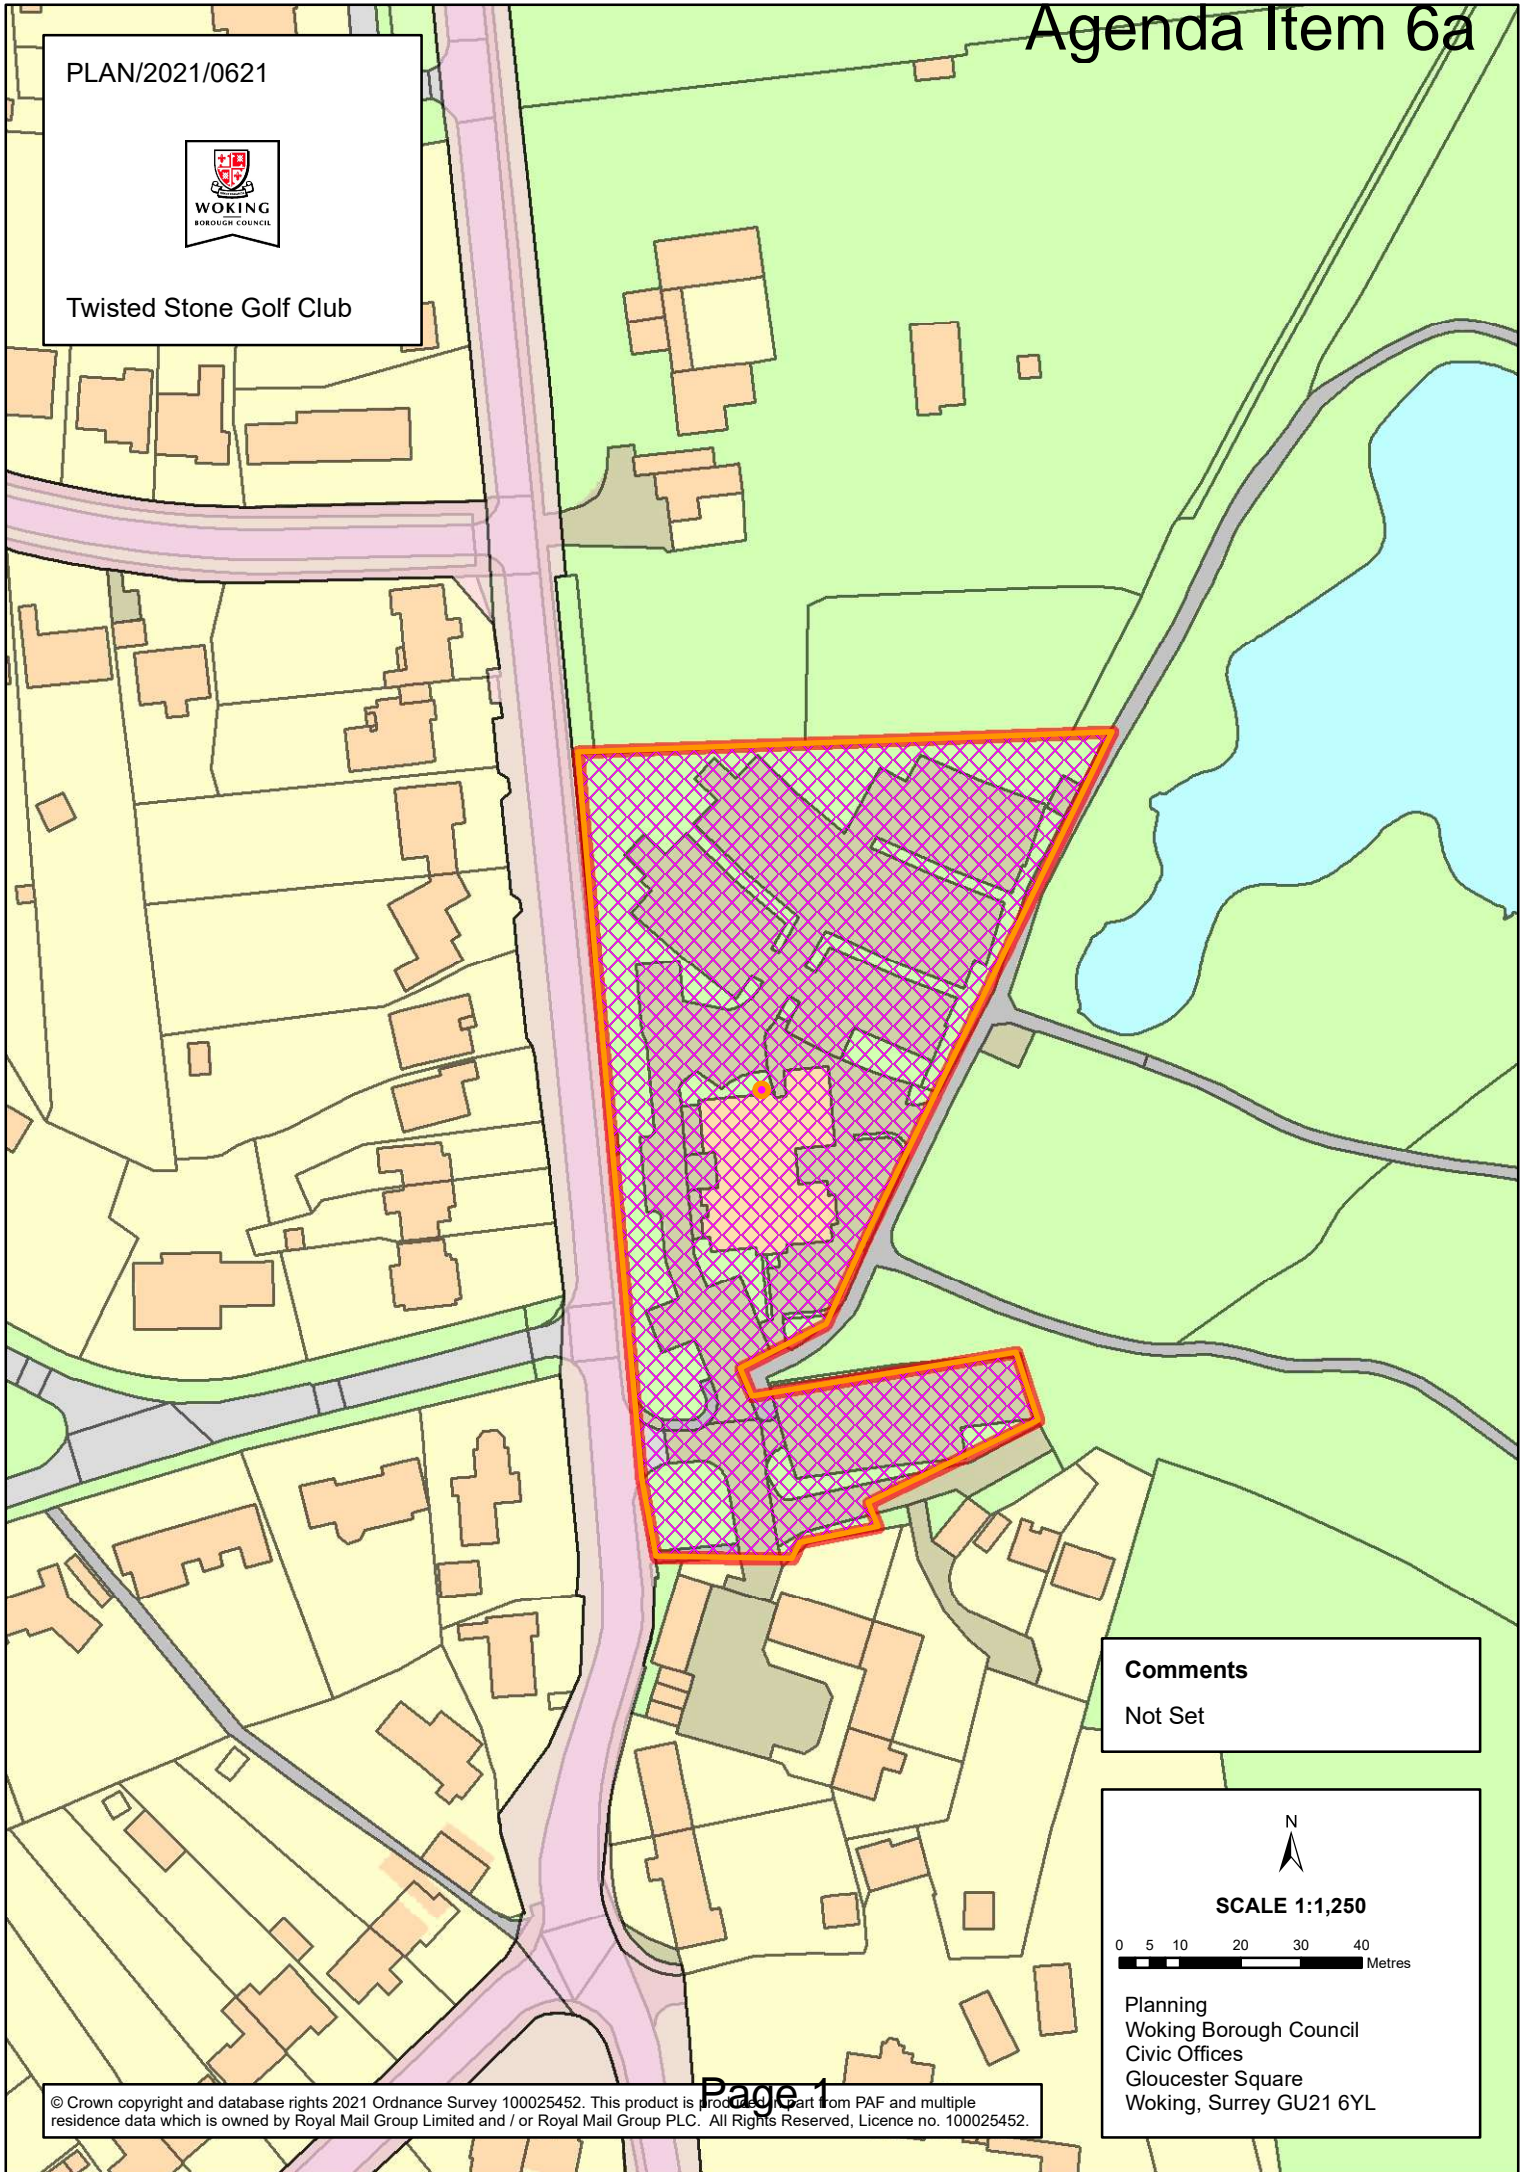 Agenda Item 6a
PLAN/2021/0621
WOKING
BOROUGH COUNCIL
Twisted Stone Golf Club
Comments
Not Set
N
SCALE 1:1,250
0 5 10 20 30 40
Metres
Planning
Woking Borough Council
Civic Offices
Gloucester Square
Woking, Surrey GU21 6YL
Page 1
© Crown copyright and database rights 2021 Ordnance Survey 100025452. This product is produced in part from PAF and multiple
residence data which is owned by Royal Mail Group Limited and / or Royal Mail Group PLC. All Rights Reserved, Licence no. 100025452.